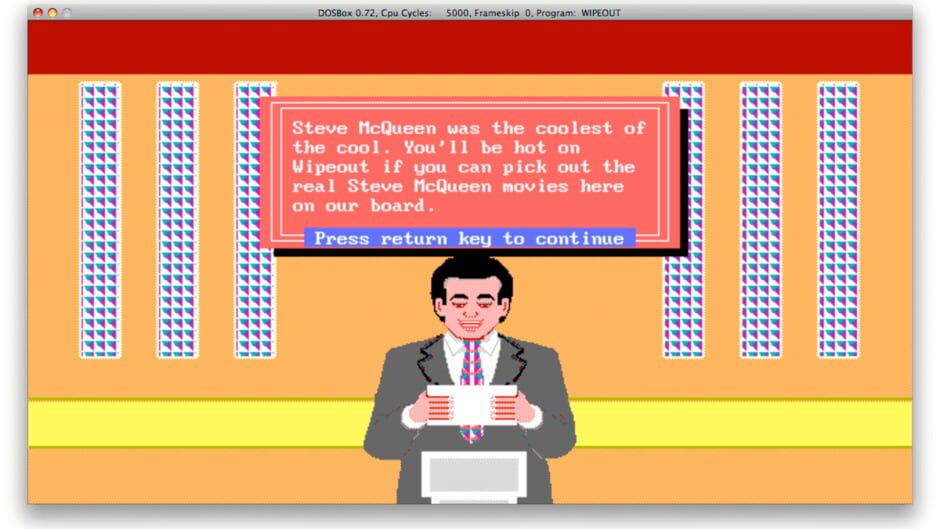 DOSBox 0.72, Cpu Cycles: 5000, Frameskip 0, Program: WIPEOUT
Steve McQueen was the coolest of
the cool. You'll be hot on
Wipeout if you can pick out the
real Steve McQueen movies here
on our board.
Press return key to continue